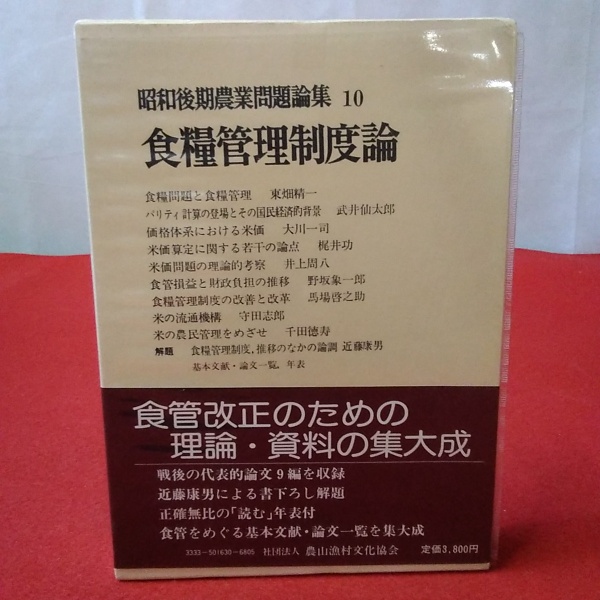 昭和後期農業問題論集 10
食糧管理制度論
食糧問題と食糧管理 東畑精一
パリティ計算の登場とその国民経済的背景 武井仙太郎
価格体系における米価 大川一司
米価算定に関する若干の論点 梶井功
米価問題の理論的考察 井上周八
食管損益と財政負担の推移 野坂象一郎
食糧管理制度の改善と改革 馬場啓之助
米の流通機構 守田志郎
米の農民管理をめざせ 千田徳寿
解題 食糧管理制度,推移のなかの論調 近藤康男
基本文献・論文一覧,年表
食管改正のための
理論・資料の集大成
戦後の代表的論文9編を収録
近藤康男による書下ろし解題
正確無比の「読む」年表付
食管をめぐる基本文献・論文一覧を集大成
3333-501630-6805 社団法人 農山漁村文化協会 定価3,800円